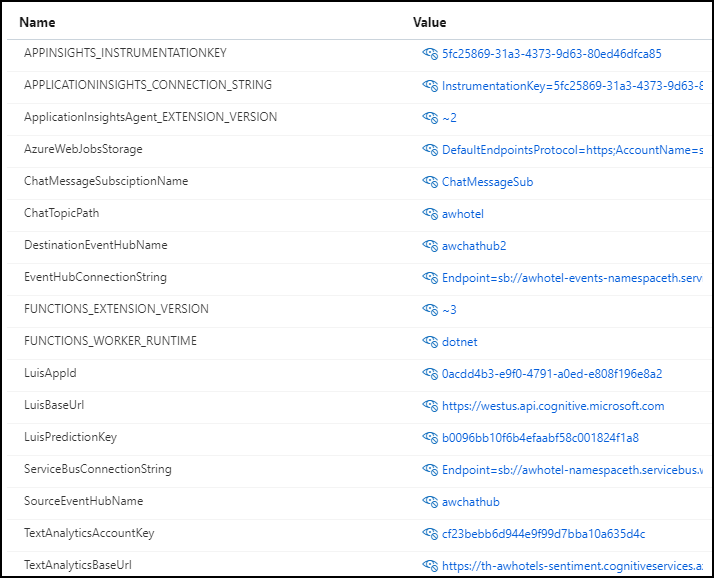 Name Value
APPINSIGHTS_INSTRUMENTATIONKEY 5fc25869-31a3-4373-9d63-80ed46dfca85
APPLICATIONINSIGHTS_CONNECTION_STRING InstrumentationKey=5fc25869-31a3-4373-9d63-8
ApplicationInsightsAgent_EXTENSION_VERSION ~2
AzureWebJobsStorage DefaultEndpointsProtocol=https;AccountName=s
ChatMessageSubsciptionName ChatMessageSub
ChatTopicPath awhotel
DestinationEventHubName awchathub2
EventHubConnectionString Endpoint=sb://awhotel-events-namespaceth.serv
FUNCTIONS_EXTENSION_VERSION ~3
FUNCTIONS_WORKER_RUNTIME dotnet
LuisAppId 0acdd4b3-e9f0-4791-a0ed-e808f196e8a2
LuisBaseUrl https://westus.api.cognitive.microsoft.com
LuisPredictionKey b0096bb10f6b4efaabf58c001824f1a8
ServiceBusConnectionString Endpoint=sb://awhotel-namespaceth.servicebus.w
SourceEventHubName awchathub
TextAnalyticsAccountKey cf23bebb6d944e9f99d7bba10a635d4c
TextAnalyticsBaseUrl https://th-awhotels-sentiment.cognitiveservices.a